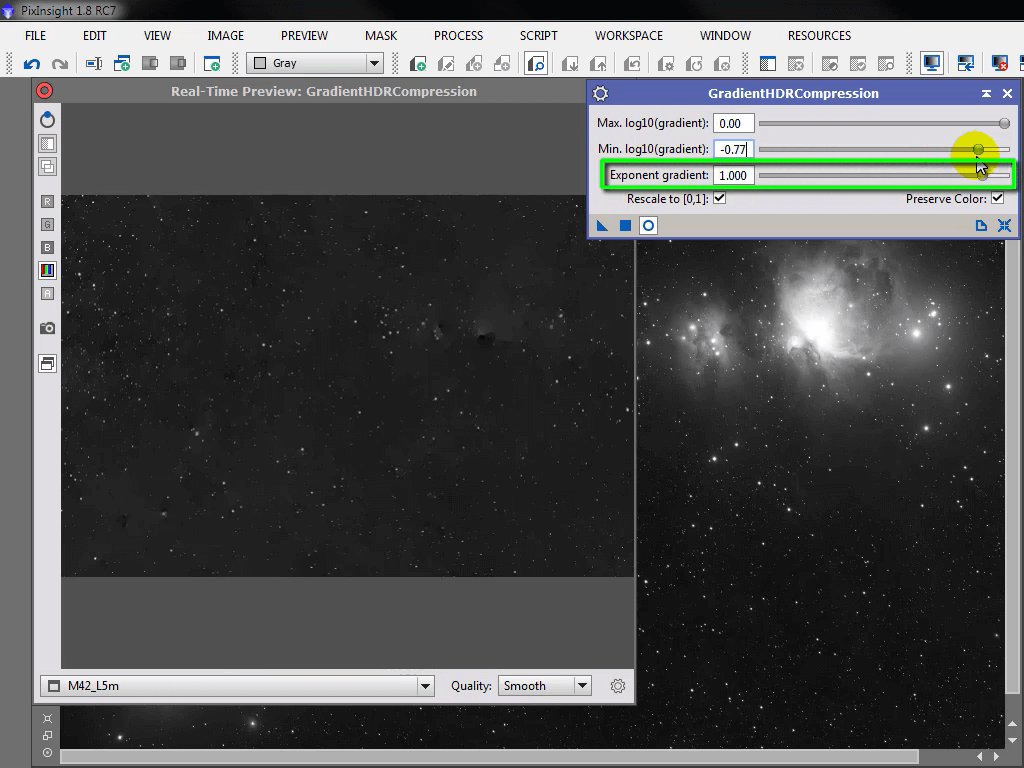 PixInsight 1.8 RC7
FILE EDIT VIEW IMAGE PREVIEW MASK PROCESS SCRIPT WORKSPACE WINDOW RESOURCES
Gray
Real-Time Preview: GradientHDRCompression
GradientHDRCompression
Max. log10(gradient): 0.00
Min. log10(gradient): -0.77
Exponent gradient: 1.000
Rescale to [0,1]: Preserve Color:
R
G
B
A
M42_L5m Quality: Smooth